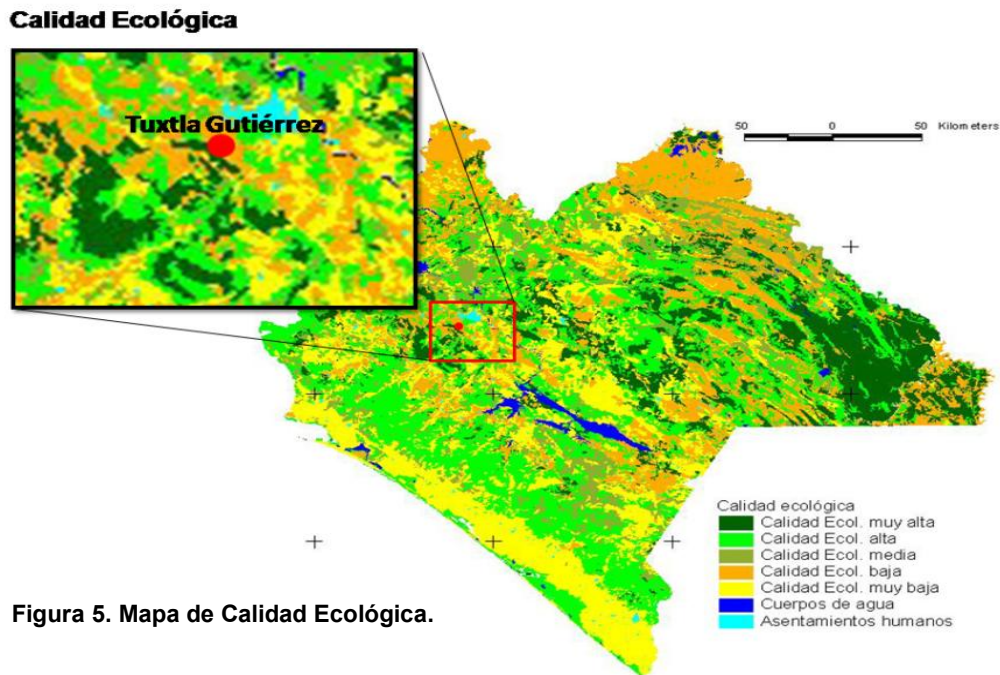 Calidad Ecológica
Tuxtla Gutiérrez
50 0 50 Kilometers
Calidad ecológica
Calidad Ecol. muy alta
Calidad Ecol. alta
Calidad Ecol. media
Calidad Ecol. baja
Calidad Ecol. muy baja
Cuerpos de agua
Asentamientos humanos
Figura 5. Mapa de Calidad Ecológica.